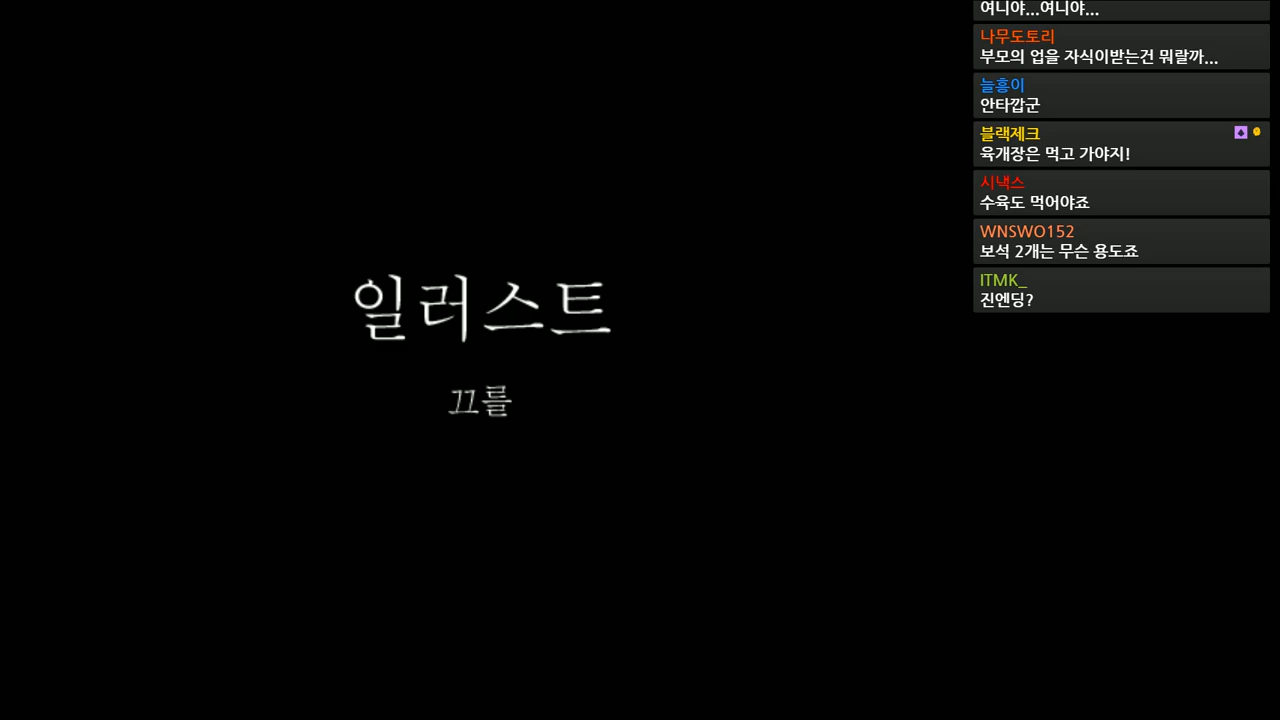 일러스트
끄를
여니야...여니야...
나무도토리
부모의 업을 자식이받는건 뭐랄까...
늘흥이
안타깝군
블랙제크
육개장은 먹고 가야지!
시낵스
수육도 먹어야죠
WNSWO152
보석 2개는 무슨 용도죠
ITMK_
진엔딩?